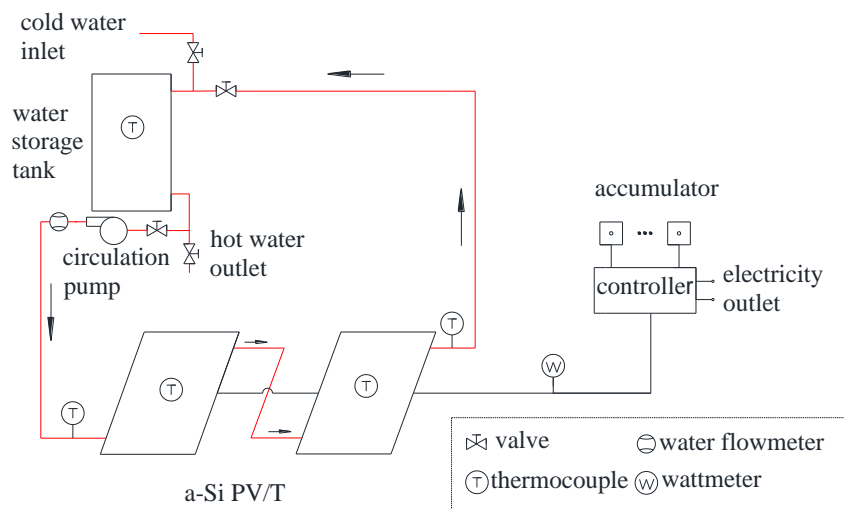 cold water
inlet
water
storage
tank
T
accumulator
circulation
pump
hot water
outlet
controller
electricity
outlet
T
T
T
T
W
a-Si PV/T
valve
water flowmeter
T thermocouple
W wattmeter